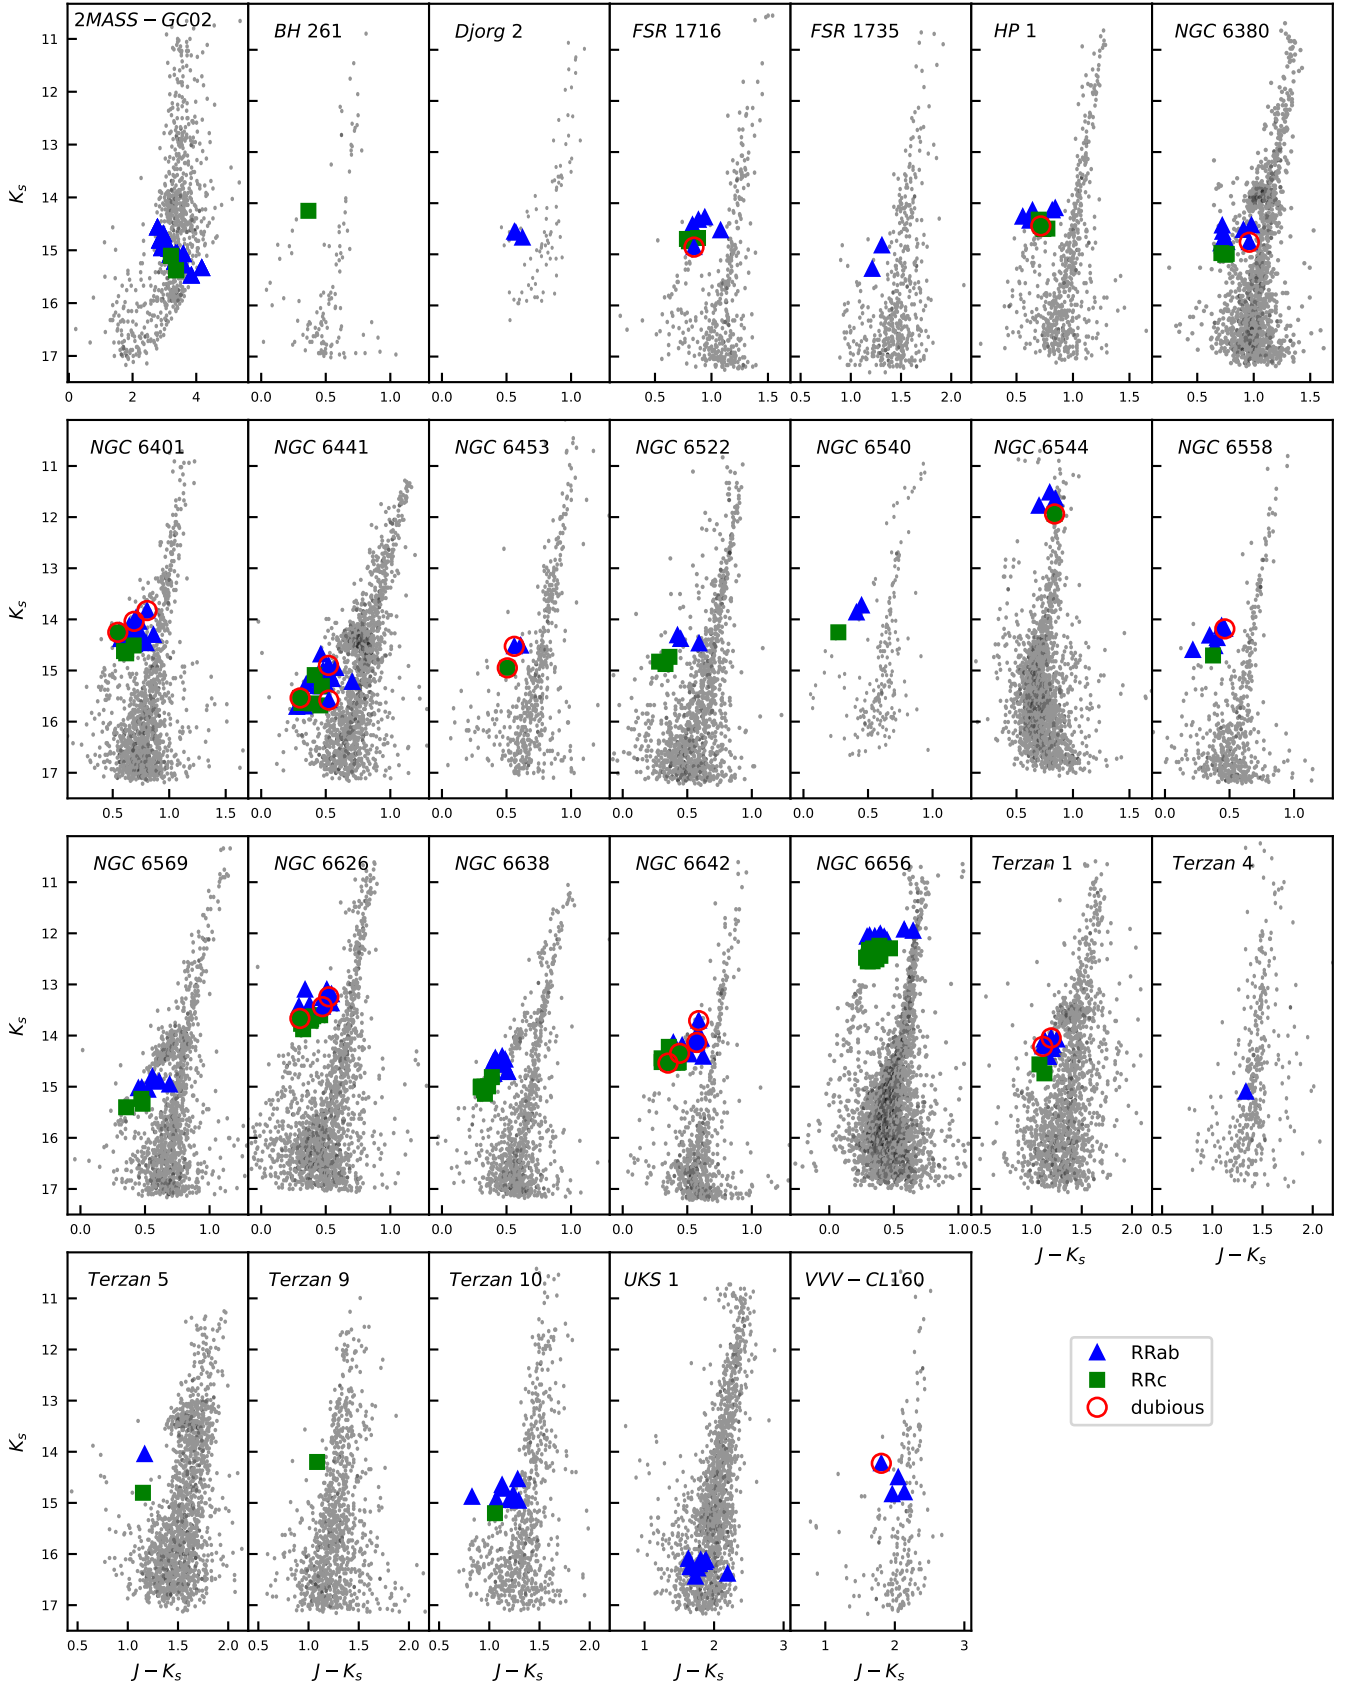 2MASS − GC02 BH 261 Djorg 2 FSR 1716 FSR 1735 HP 1 NGC 6380
11
12
13
14
15
16
17
Ks
0 2 4 0.0 0.5 1.0 0.0 0.5 1.0 0.5 1.0 1.5 0.5 1.0 1.5 2.0 0.5 1.0 1.5 0.5 1.0 1.5
NGC 6401 NGC 6441 NGC 6453 NGC 6522 NGC 6540 NGC 6544 NGC 6558
11
12
13
14
15
16
17
Ks
0.5 1.0 1.5 0.0 0.5 1.0 0.0 0.5 1.0 0.0 0.5 1.0 0.0 0.5 1.0 0.5 1.0 1.5 0.0 0.5 1.0
NGC 6569 NGC 6626 NGC 6638 NGC 6642 NGC 6656 Terzan 1 Terzan 4
11
12
13
14
15
16
17
Ks
0.0 0.5 1.0 0.0 0.5 1.0 0.0 0.5 1.0 0.0 0.5 1.0 0.0 0.5 1.0 0.5 1.0 1.5 2.0 0.5 1.0 1.5 2.0
J − Ks J − Ks
Terzan 5 Terzan 9 Terzan 10 UKS 1 VVV − CL160
11
12
13
14
15
16
17
Ks
0.5 1.0 1.5 2.0 0.5 1.0 1.5 2.0 0.5 1.0 1.5 2.0 1 2 3 1 2 3
J − Ks J − Ks J − Ks J − Ks J − Ks
RRab
RRc
dubious